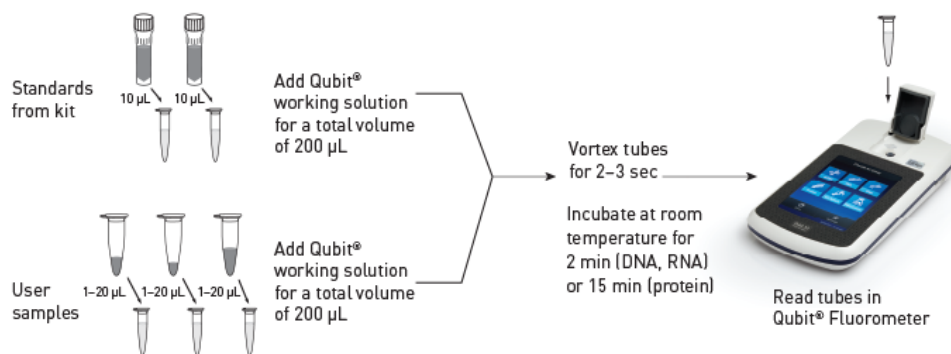 Standards
from kit
10 µL
10 µL
Add Qubit®
working solution
for a total volume
of 200 µL
User
samples
1–20 µL
1–20 µL
1–20 µL
Add Qubit®
working solution
for a total volume
of 200 µL
Vortex tubes
for 2–3 sec
Incubate at room
temperature for
2 min (DNA, RNA)
or 15 min (protein)
Read tubes in
Qubit® Fluorometer